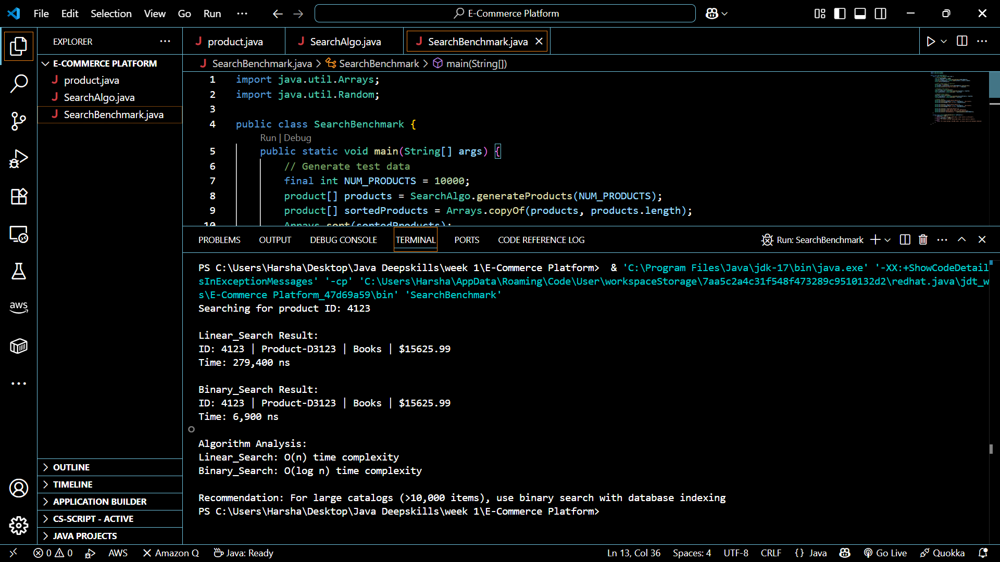 File Edit Selection View Go Run ··· E-Commerce Platform
EXPLORER
E-COMMERCE PLATFORM
J product.java
J SearchAlgo.java
J SearchBenchmark.java
OUTLINE
TIMELINE
APPLICATION BUILDER
CS-SCRIPT - ACTIVE
JAVA PROJECTS
aws
J product.java J SearchAlgo.java J SearchBenchmark.java
J SearchBenchmark.java > SearchBenchmark > main(String[])
1 import java.util.Arrays;
2 import java.util.Random;
3
4 public class SearchBenchmark {
Run | Debug
5 public static void main(String[] args) {
6 // Generate test data
7 final int NUM_PRODUCTS = 10000;
8 product[] products = SearchAlgo.generateProducts(NUM_PRODUCTS);
9 product[] sortedProducts = Arrays.copyOf(products, products.length);
10 Arrays.sort(sortedProducts);
PROBLEMS OUTPUT DEBUG CONSOLE TERMINAL PORTS CODE REFERENCE LOG Run: SearchBenchmark
PS C:\Users\Harsha\Desktop\Java Deepskills\week 1\E-Commerce Platform> & 'C:\Program Files\Java\jdk-17\bin\java.exe' '-XX:+ShowCodeDetail
sInExceptionMessages' '-cp' 'C:\Users\Harsha\AppData\Roaming\Code\User\workspaceStorage\7aa5c2a4c31f548f473289c9510132d2\redhat.java\jdt_w
s\E-Commerce Platform_47d69a59\bin' 'SearchBenchmark'
Searching for product ID: 4123
Linear_Search Result:
ID: 4123 | Product-D3123 | Books | $15625.99
Time: 279,400 ns
Binary_Search Result:
ID: 4123 | Product-D3123 | Books | $15625.99
Time: 6,900 ns
Algorithm Analysis:
Linear_Search: O(n) time complexity
Binary_Search: O(log n) time complexity
Recommendation: For large catalogs (>10,000 items), use binary search with database indexing
PS C:\Users\Harsha\Desktop\Java Deepskills\week 1\E-Commerce Platform>
0 0 AWS Amazon Q Java: Ready Ln 13, Col 36 Spaces: 4 UTF-8 CRLF {} Java Go Live Quokka